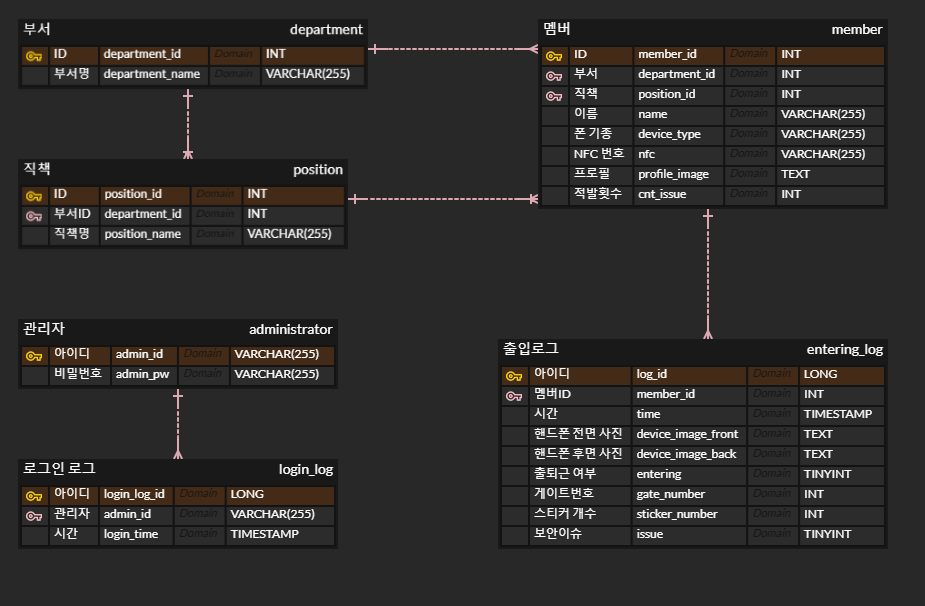 부서 department
ID department_id Domain INT
부서명 department_name Domain VARCHAR(255)
멤버 member
ID member_id Domain INT
부서 department_id Domain INT
직책 position_id Domain INT
이름 name Domain VARCHAR(255)
폰 기종 device_type Domain VARCHAR(255)
NFC 번호 nfc Domain VARCHAR(255)
프로필 profile_image Domain TEXT
적발횟수 cnt_issue Domain INT
직책 position
ID position_id Domain INT
부서ID department_id Domain INT
직책명 position_name Domain VARCHAR(255)
관리자 administrator
아이디 admin_id Domain VARCHAR(255)
비밀번호 admin_pw Domain VARCHAR(255)
출입로그 entering_log
아이디 log_id Domain LONG
멤버ID member_id Domain INT
시간 time Domain TIMESTAMP
핸드폰 전면 사진 device_image_front Domain TEXT
핸드폰 후면 사진 device_image_back Domain TEXT
출퇴근 여부 entering Domain TINYINT
게이트번호 gate_number Domain INT
스티커 개수 sticker_number Domain INT
보안이슈 issue Domain TINYINT
로그인 로그 login_log
아이디 login_log_id Domain LONG
관리자 admin_id Domain VARCHAR(255)
시간 login_time Domain TIMESTAMP